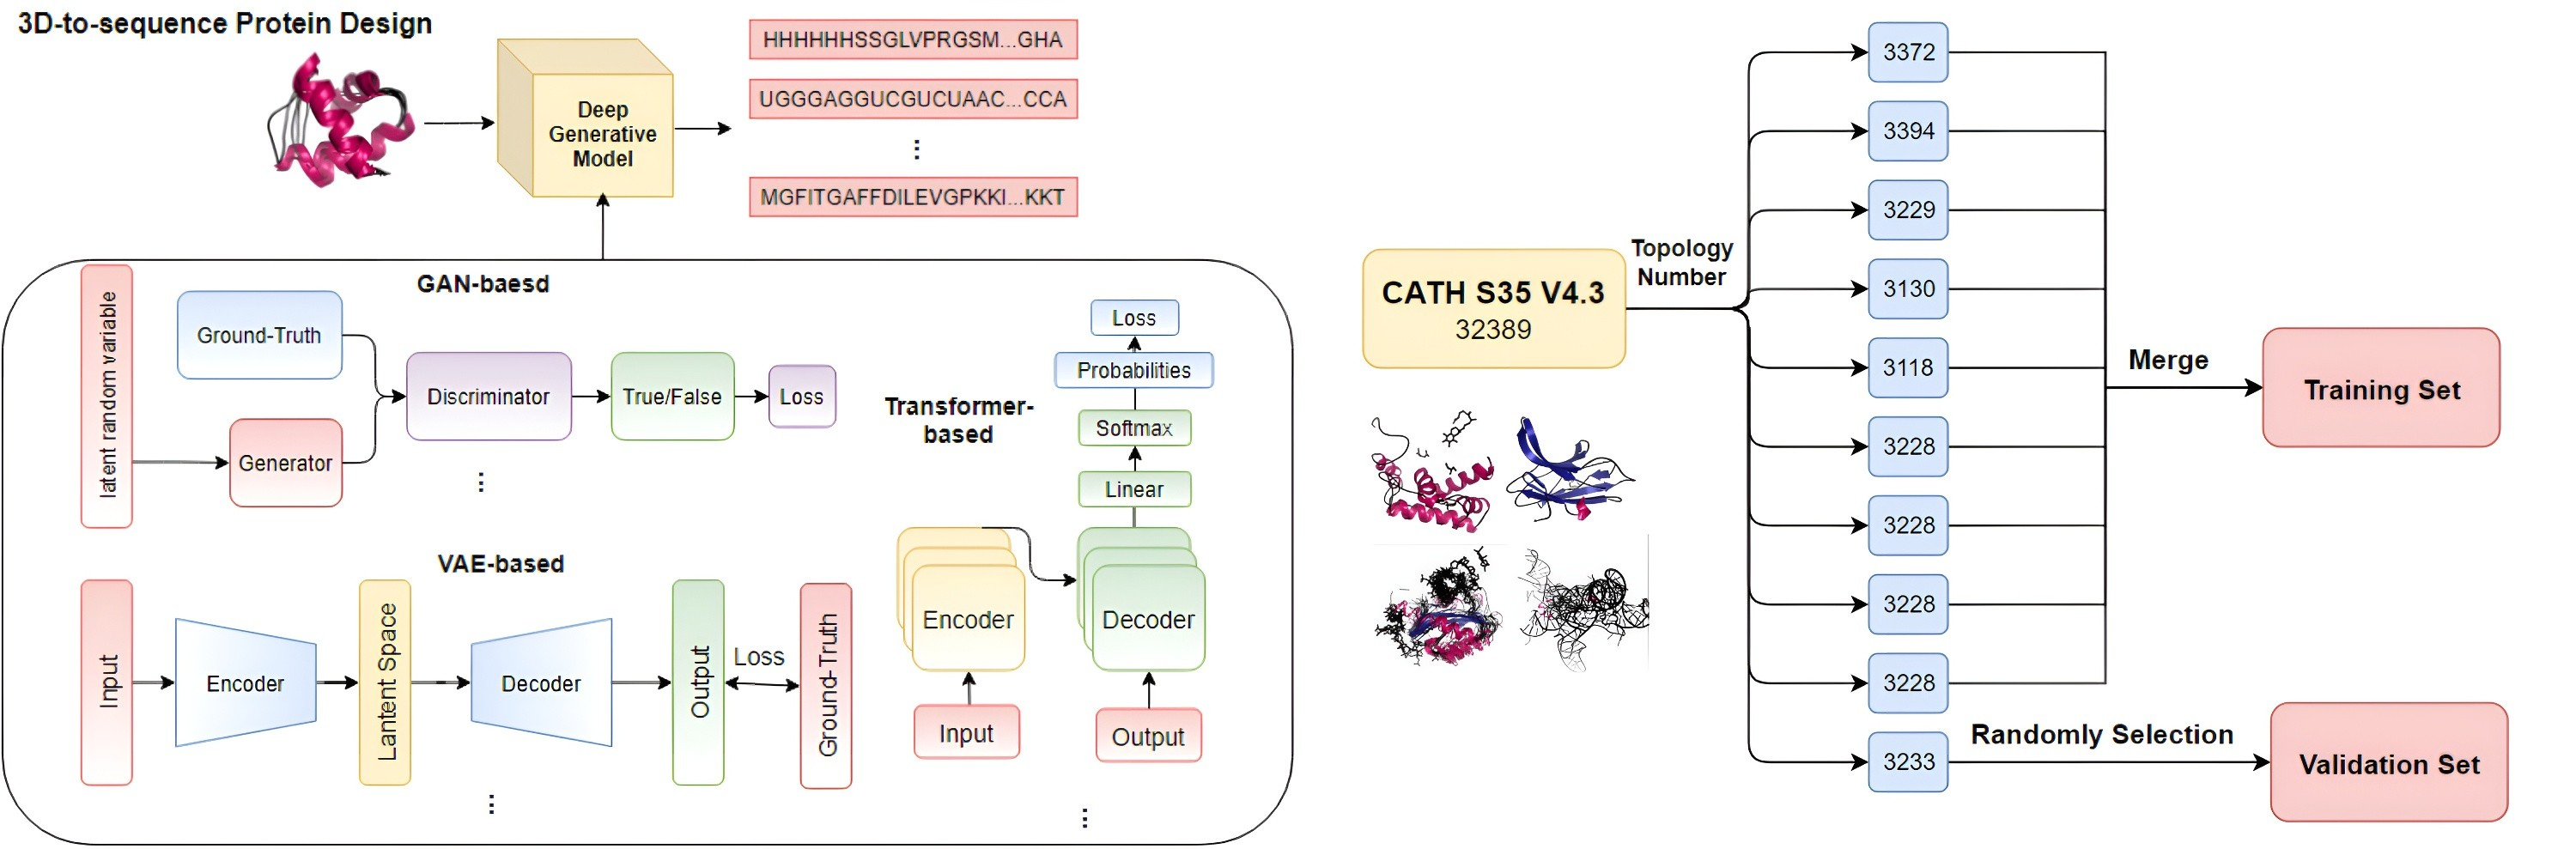 3D-to-sequence Protein Design
Deep
Generative
Model
HHHHHHSSGLVPRGSM...GHA
UGGGAGGUCGUCUAAC...CCA
⋮
MGFITGAFFDILEVGPKKI...KKT
GAN-baesd
latent random variable
Ground-Truth
Generator
Discriminator
True/False
Loss
⋮
VAE-based
Input
Encoder
Lantent Space
Decoder
Output
Loss
Ground-Truth
⋮
Transformer-
based
Loss
Probabilities
Softmax
Linear
Encoder
Decoder
Input
Output
⋮
CATH S35 V4.3
32389
Topology
Number
3372
3394
3229
3130
3118
3228
3228
3228
3228
3233
Merge
Training Set
Randomly Selection
Validation Set